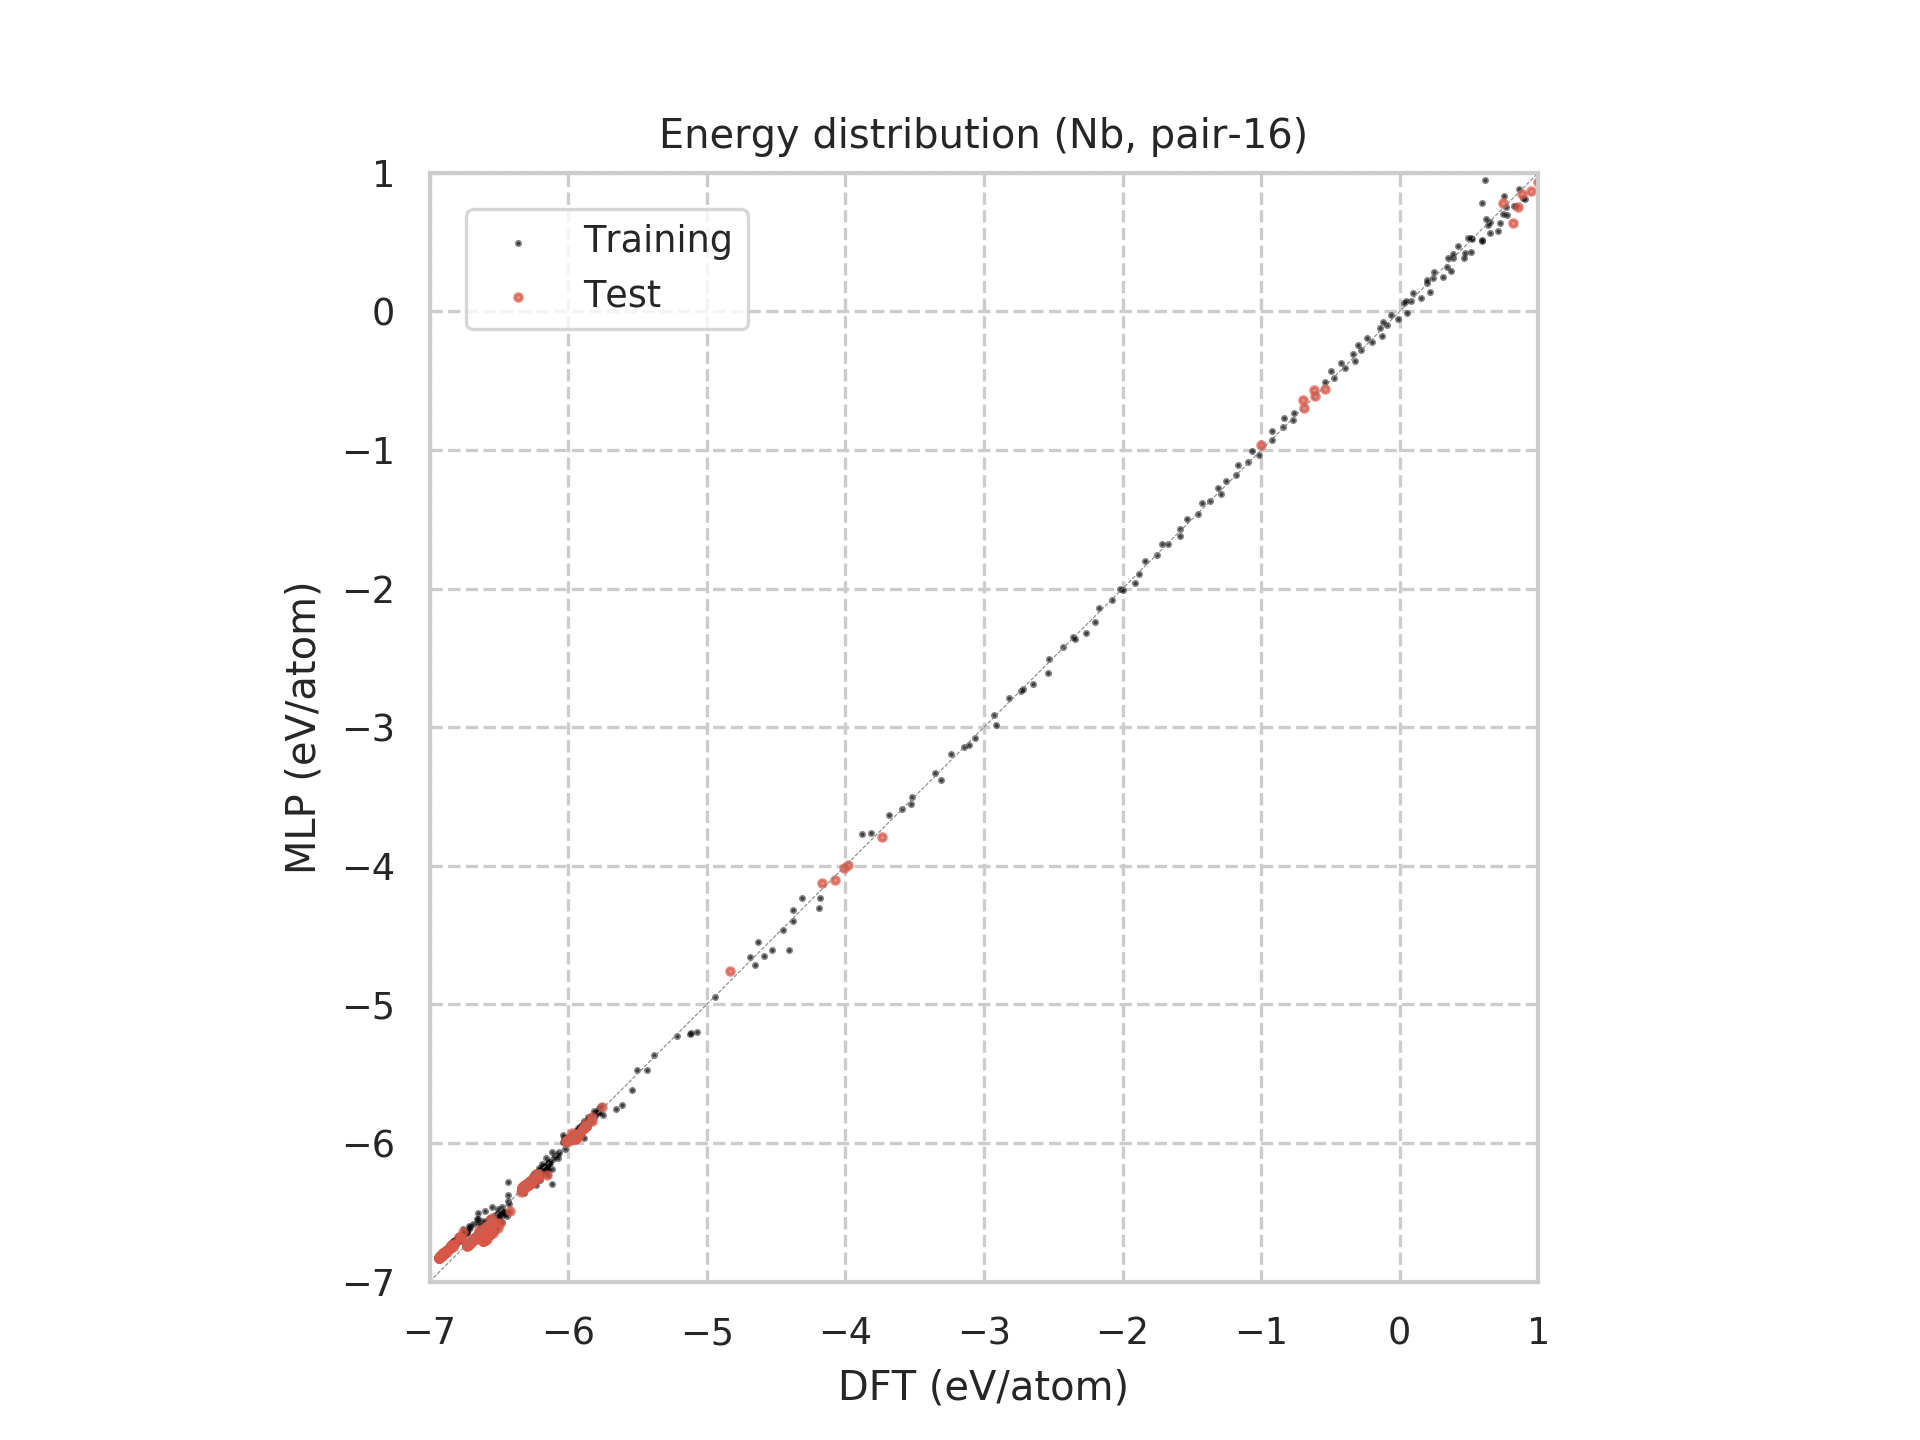 Energy distribution (Nb, pair-16)
Training
Test
MLP (eV/atom)
1
0
−1
−2
−3
−4
−5
−6
−7
−7 −6 −5 −4 −3 −2 −1 0 1
DFT (eV/atom)